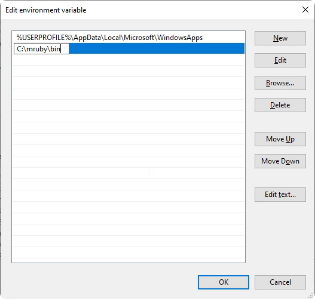 Edit environment variable
%USERPROFILE%\AppData\Local\Microsoft\WindowsApps
C:\mruby\bin
New
Edit
Browse...
Delete
Move Up
Move Down
Edit text...
OK
Cancel